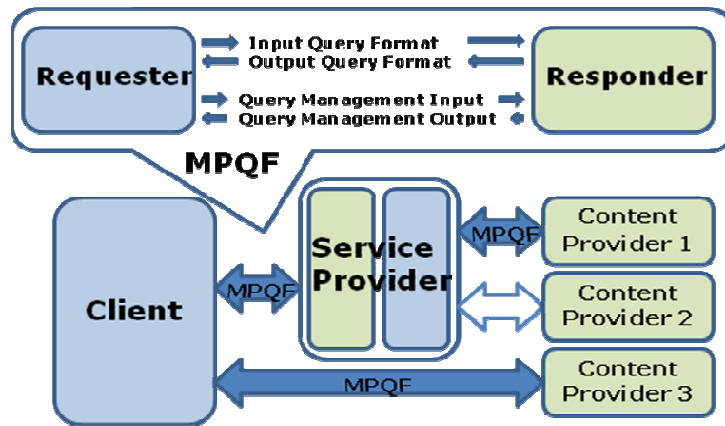 Input Query Format
Output Query Format
Requester
Responder
Query Management Input
Query Management Output
MPQF
Content
Provider 1
MPQF
Service
Provider
MPQF
Client
Content
Provider 2
Content
Provider 3
MPQF